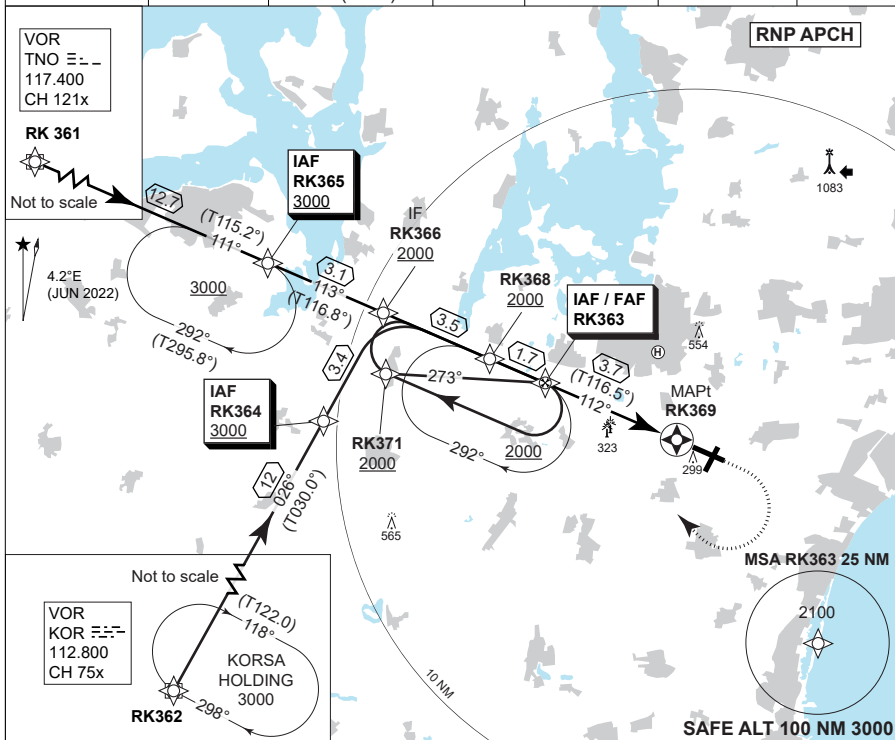 RNP APCH
VOR
TNO
117.400
CH 121x
RK 361
Not to scale
12.7
(T115.2°)
111°
IAF
RK365
3000
1083
IF
RK366
2000
4.2°E
(JUN 2022)
3000
3.1
113°
(T116.8°)
RK368
2000
IAF / FAF
RK363
292°
(T295.8°)
3.5
1.7
554
H
3.4
273°
3.7
(T116.5°)
112°
MAPt
RK369
IAF
RK364
3000
RK371
2000
292°
2000
323
299
12
026°
(T030.0°)
565
MSA RK363 25 NM
2100
Not to scale
VOR
KOR
112.800
CH 75x
(T122.0)
118°
KORSA
HOLDING
3000
298°
RK362
10 NM
SAFE ALT 100 NM 3000